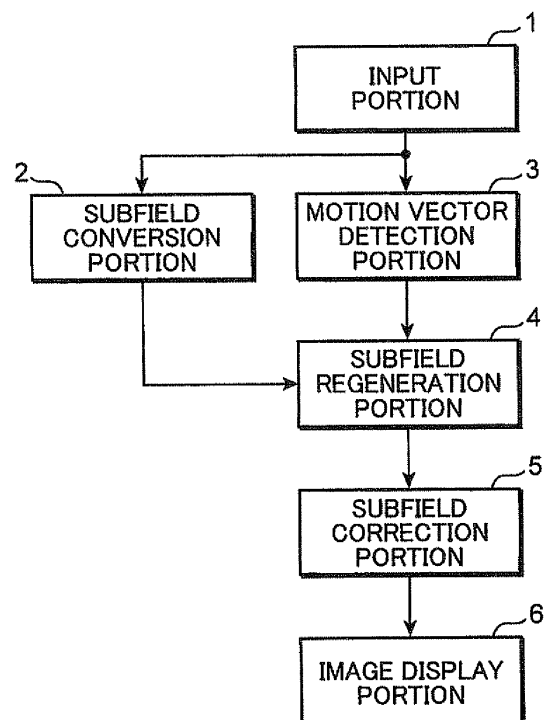 1
INPUT
PORTION
2
SUBFIELD
CONVERSION
PORTION
3
MOTION VECTOR
DETECTION
PORTION
4
SUBFIELD
REGENERATION
PORTION
5
SUBFIELD
CORRECTION
PORTION
6
IMAGE DISPLAY
PORTION